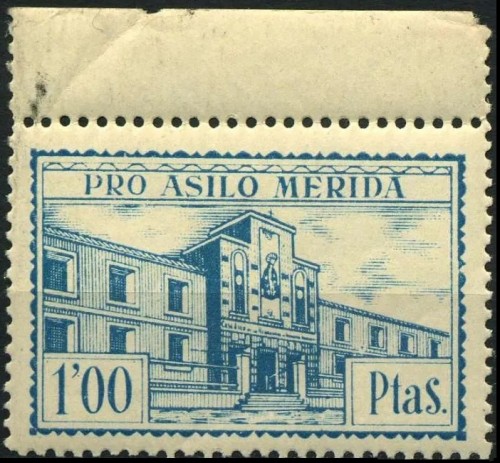 PRO ASILO MERIDA
1'00 Ptas.